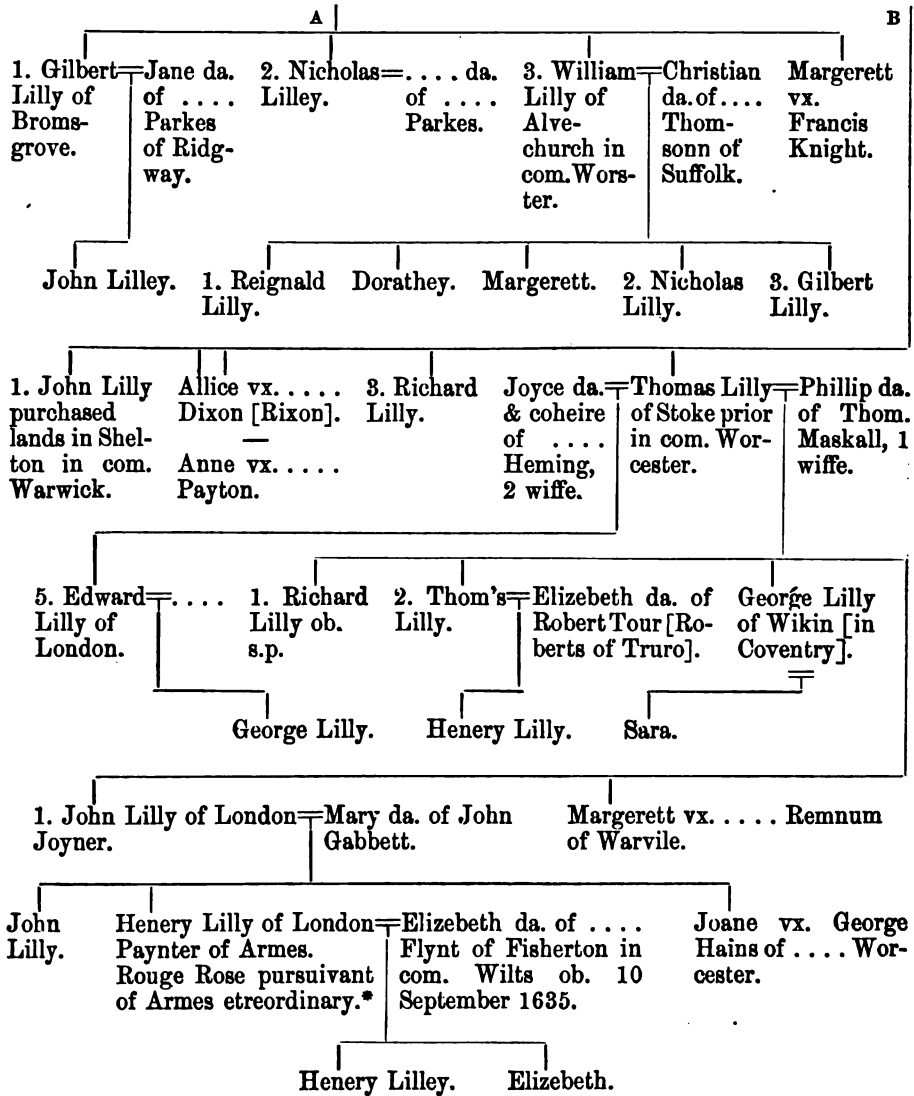 A
B
1. Gilbert=Jane da.
Lilly of of ....
Broms- Parkes
grove. of Ridg-
way.
2. Nicholas=.... da.
Lilley. of ....
Parkes.
3. William=Christian
Lilly of da. of ....
Alve- Thom-
church in sonn of
com. Wors- Suffolk.
ter.
Margerett
vx.
Francis
Knight.
John Lilley.
1. Reignald
Lilly.
Dorathey.
Margerett.
2. Nicholas
Lilly.
3. Gilbert
Lilly.
1. John Lilly
purchased
lands in Shel-
ton in com.
Warwick.
Allice vx. ....
Dixon [Rixon].
—
Anne vx. ....
Payton.
3. Richard
Lilly.
Joyce da.=Thomas Lilly=Phillip da.
& coheire of Stoke prior of Thom.
of .... in com. Wor- Maskall, 1
Heming, cester. wiffe.
2 wiffe.
5. Edward=....
Lilly of
London.
1. Richard
Lilly ob.
s.p.
2. Thom's=Elizebeth da. of
Lilly. Robert Tour [Ro-
berts of Truro].
George Lilly
of Wikin [in
Coventry].
=
George Lilly.
Henery Lilly.
Sara.
1. John Lilly of London=Mary da. of John
Joyner. Gabbett.
Margerett vx. .... Remnum
of Warvile.
John
Lilly.
Henery Lilly of London=Elizebeth da. of ....
Paynter of Armes. Flynt of Fisherton in
Rouge Rose pursuivant com. Wilts ob. 10
of Armes etreordinary.* September 1635.
Joane vx. George
Hains of .... Wor-
cester.
Henery Lilley.
Elizebeth.